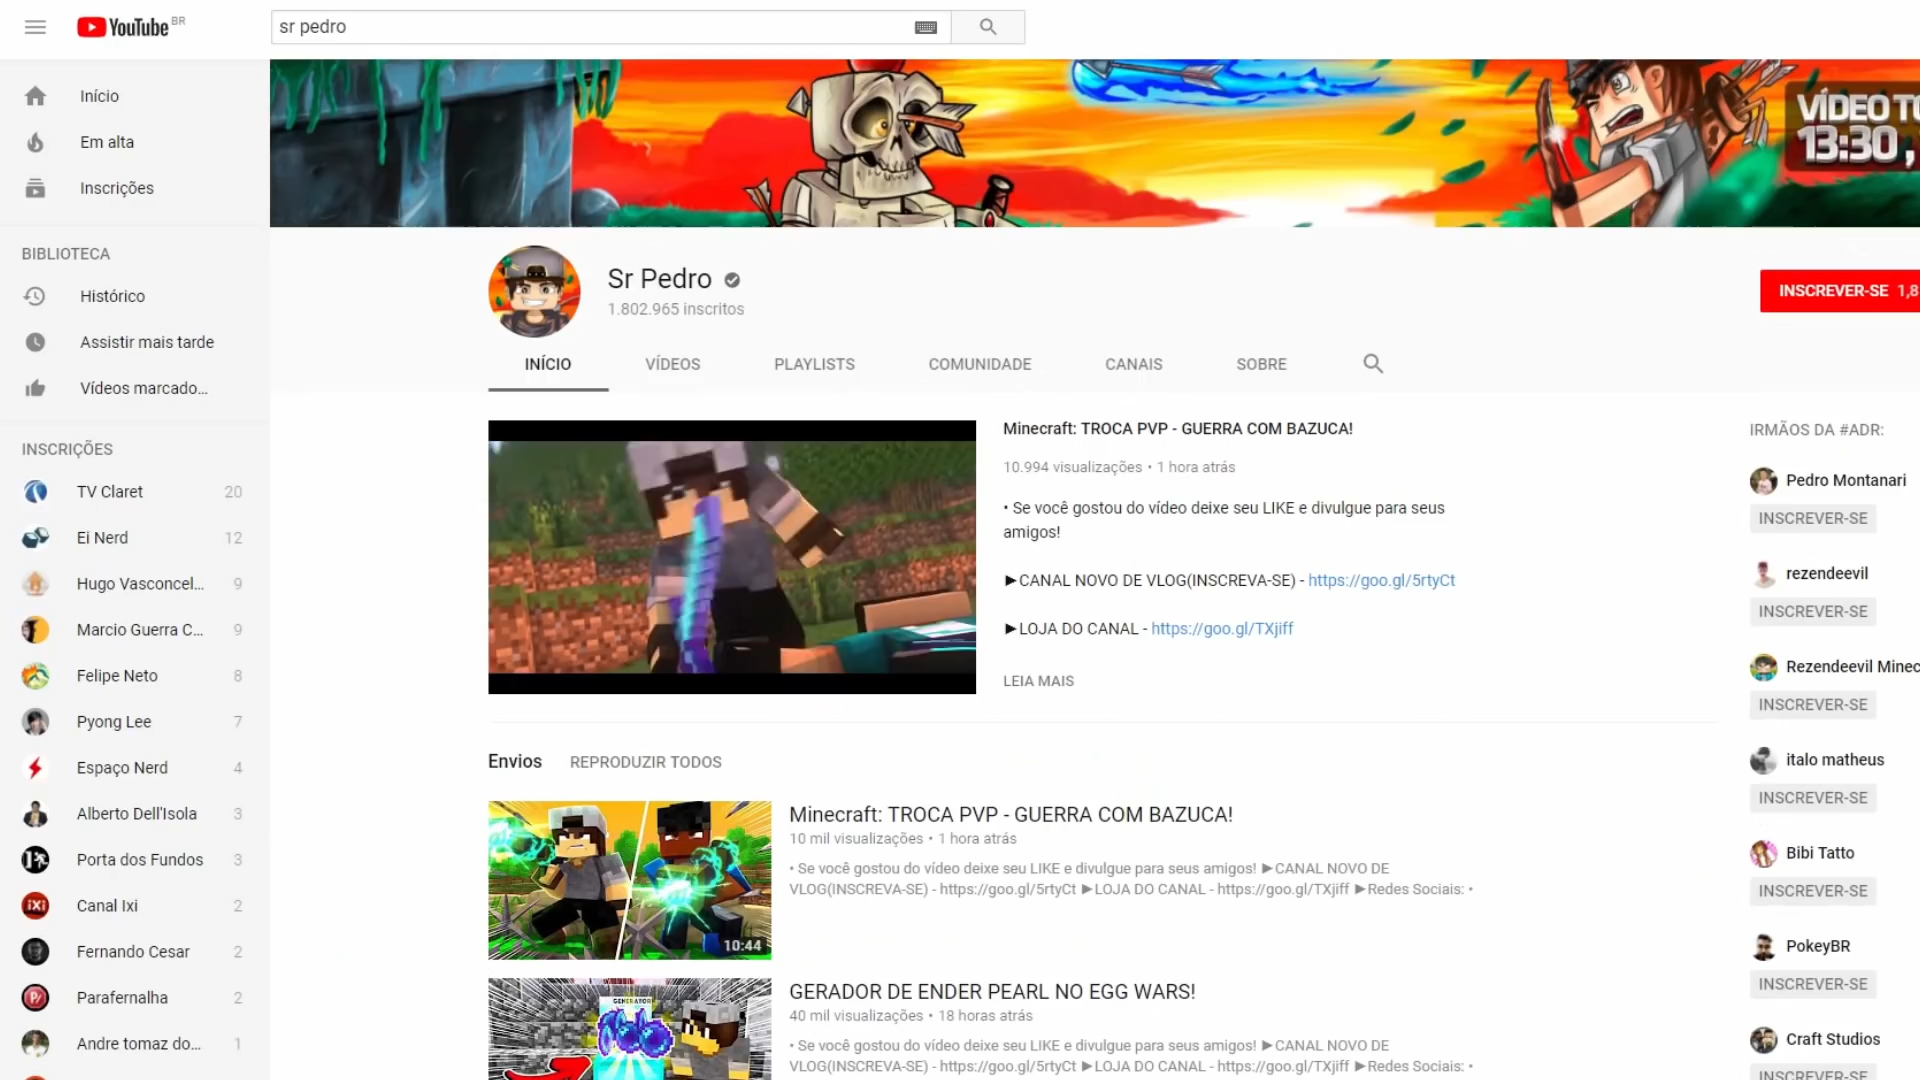 YouTube BR
sr pedro
Início
Em alta
Inscrições
BIBLIOTECA
Histórico
Assistir mais tarde
Vídeos marcado...
INSCRIÇÕES
TV Claret 20
Ei Nerd 12
Hugo Vasconcel... 9
Marcio Guerra C... 9
Felipe Neto 8
Pyong Lee 7
Espaço Nerd 4
Alberto Dell'Isola 3
Porta dos Fundos 3
Canal Ixi 2
Fernando Cesar 2
Parafernalha 2
Andre tomaz do... 1
VÍDEO TO
13:30 ,
Sr Pedro
1.802.965 inscritos
INSCREVER-SE 1,8
INÍCIO VÍDEOS PLAYLISTS COMUNIDADE CANAIS SOBRE
Minecraft: TROCA PVP - GUERRA COM BAZUCA!
10.994 visualizações • 1 hora atrás
• Se você gostou do vídeo deixe seu LIKE e divulgue para seus
amigos!
►CANAL NOVO DE VLOG(INSCREVA-SE) - https://goo.gl/5rtyCt
►LOJA DO CANAL - https://goo.gl/TXjiff
LEIA MAIS
Envios REPRODUZIR TODOS
Minecraft: TROCA PVP - GUERRA COM BAZUCA!
10 mil visualizações • 1 hora atrás
• Se você gostou do vídeo deixe seu LIKE e divulgue para seus amigos! ►CANAL NOVO DE
VLOG(INSCREVA-SE) - https://goo.gl/5rtyCt ►LOJA DO CANAL - https://goo.gl/TXjiff ►Redes Sociais: •
10:44
GERADOR DE ENDER PEARL NO EGG WARS!
40 mil visualizações • 18 horas atrás
• Se você gostou do vídeo deixe seu LIKE e divulgue para seus amigos! ►CANAL NOVO DE
VLOG(INSCREVA-SE) - https://goo.gl/5rtyCt ►LOJA DO CANAL - https://goo.gl/TXjiff ►Redes Sociais: •
GENERATOR
IRMÃOS DA #ADR:
Pedro Montanari
INSCREVER-SE
rezendeevil
INSCREVER-SE
Rezendeevil Minec
INSCREVER-SE
italo matheus
INSCREVER-SE
Bibi Tatto
INSCREVER-SE
PokeyBR
INSCREVER-SE
Craft Studios
INSCREVER-SE